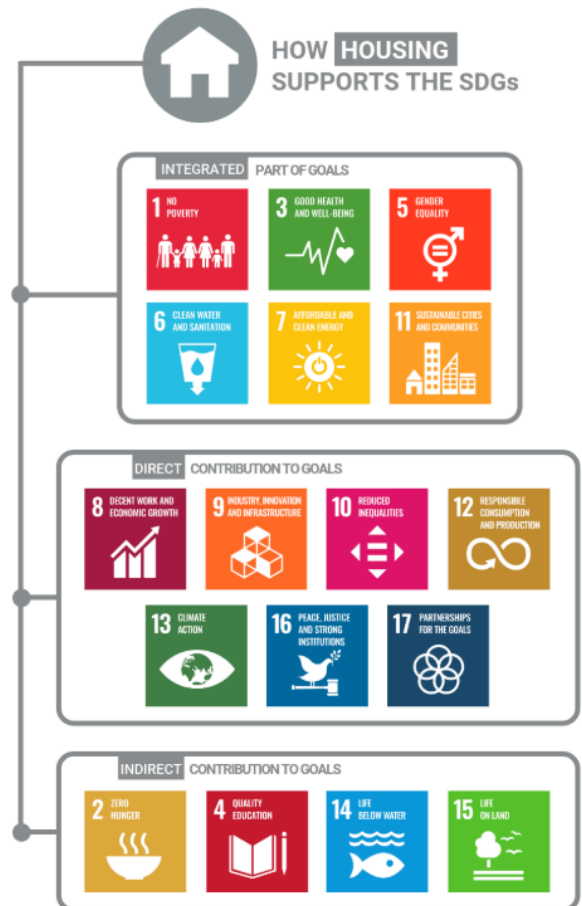 HOW HOUSING
SUPPORTS THE SDGs
INTEGRATED PART OF GOALS
1 NO
POVERTY
3 GOOD HEALTH
AND WELL-BEING
5 GENDER
EQUALITY
6 CLEAN WATER
AND SANITATION
7 AFFORDABLE AND
CLEAN ENERGY
11 SUSTAINABLE CITIES
AND COMMUNITIES
DIRECT CONTRIBUTION TO GOALS
8 DECENT WORK AND
ECONOMIC GROWTH
9 INDUSTRY, INNOVATION
AND INFRASTRUCTURE
10 REDUCED
INEQUALITIES
12 RESPONSIBLE
CONSUMPTION
AND PRODUCTION
13 CLIMATE
ACTION
16 PEACE, JUSTICE
AND STRONG
INSTITUTIONS
17 PARTNERSHIPS
FOR THE GOALS
INDIRECT CONTRIBUTION TO GOALS
2 ZERO
HUNGER
4 QUALITY
EDUCATION
14 LIFE
BELOW WATER
15 LIFE
ON LAND